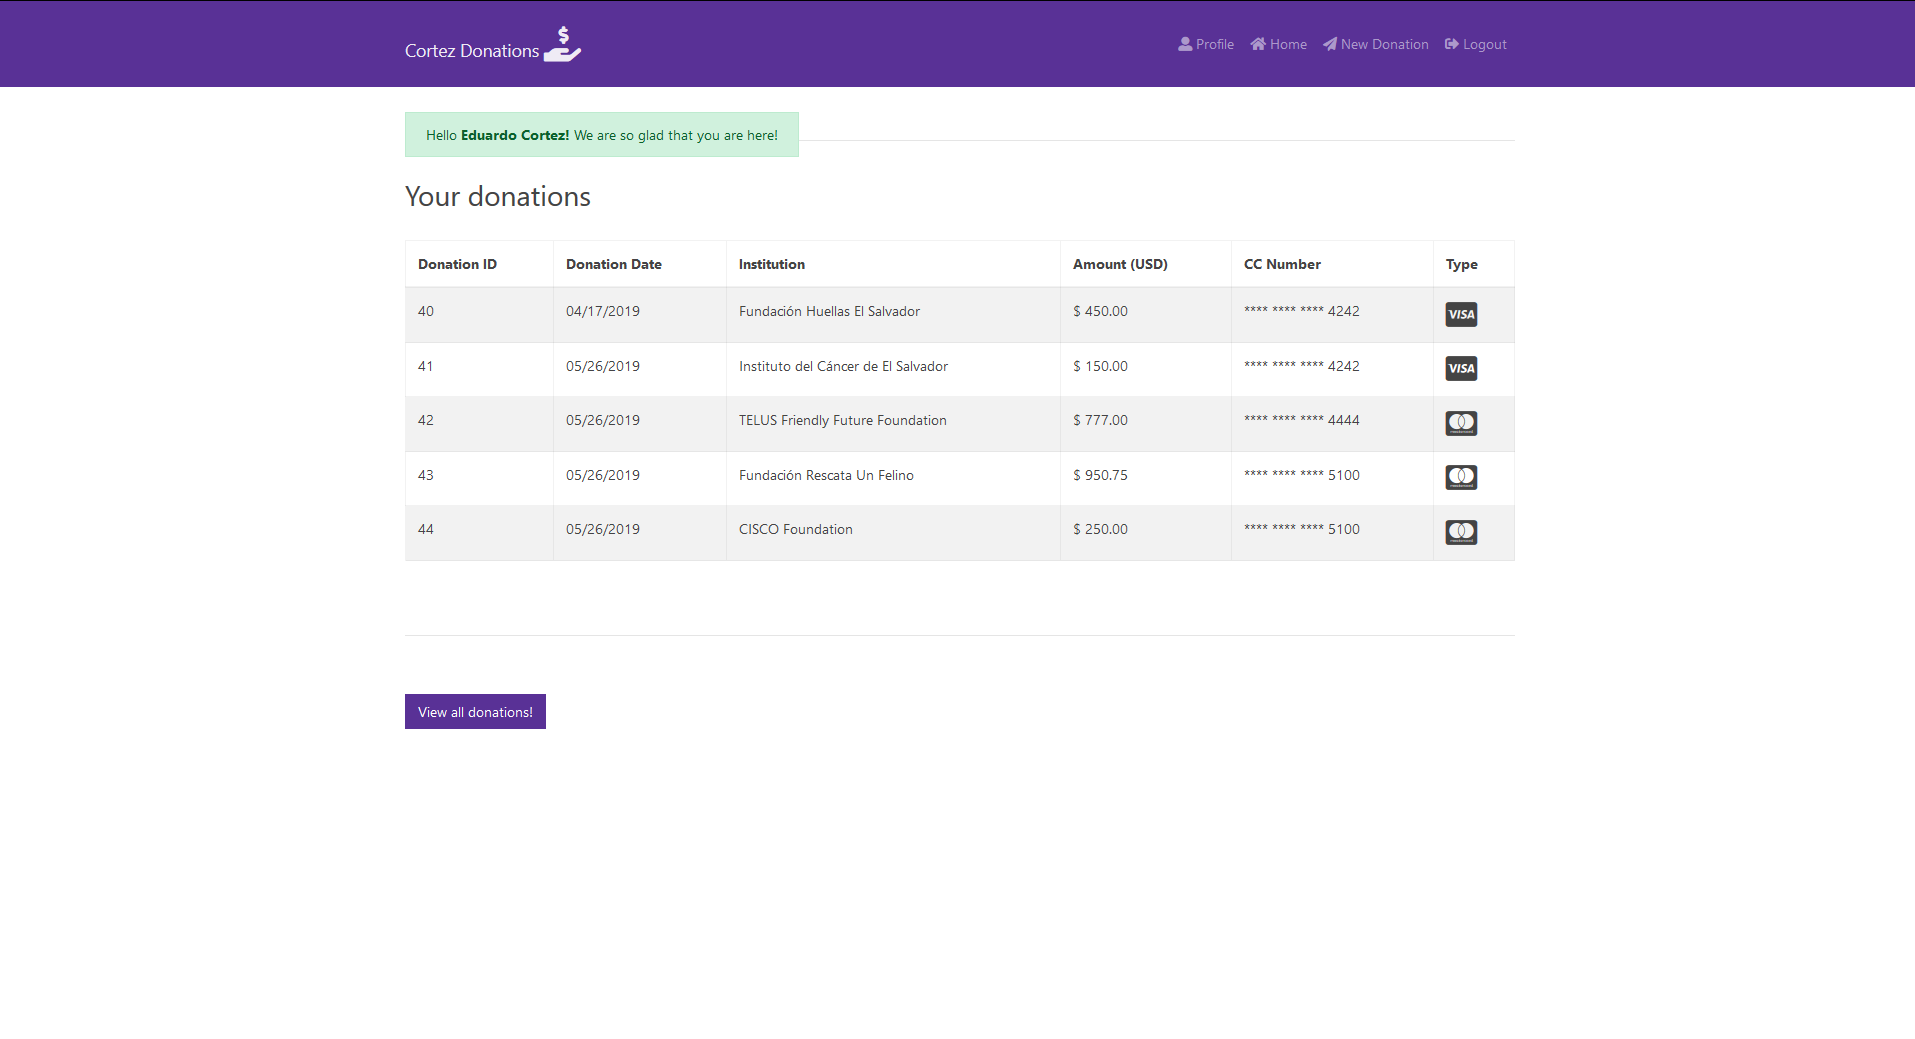 Cortez Donations
Profile Home New Donation Logout
Hello Eduardo Cortez! We are so glad that you are here!
Your donations
Donation ID Donation Date Institution Amount (USD) CC Number Type
40 04/17/2019 Fundación Huellas El Salvador $ 450.00 **** **** **** 4242 VISA
41 05/26/2019 Instituto del Cáncer de El Salvador $ 150.00 **** **** **** 4242 VISA
42 05/26/2019 TELUS Friendly Future Foundation $ 777.00 **** **** **** 4444
43 05/26/2019 Fundación Rescata Un Felino $ 950.75 **** **** **** 5100
44 05/26/2019 CISCO Foundation $ 250.00 **** **** **** 5100
View all donations!